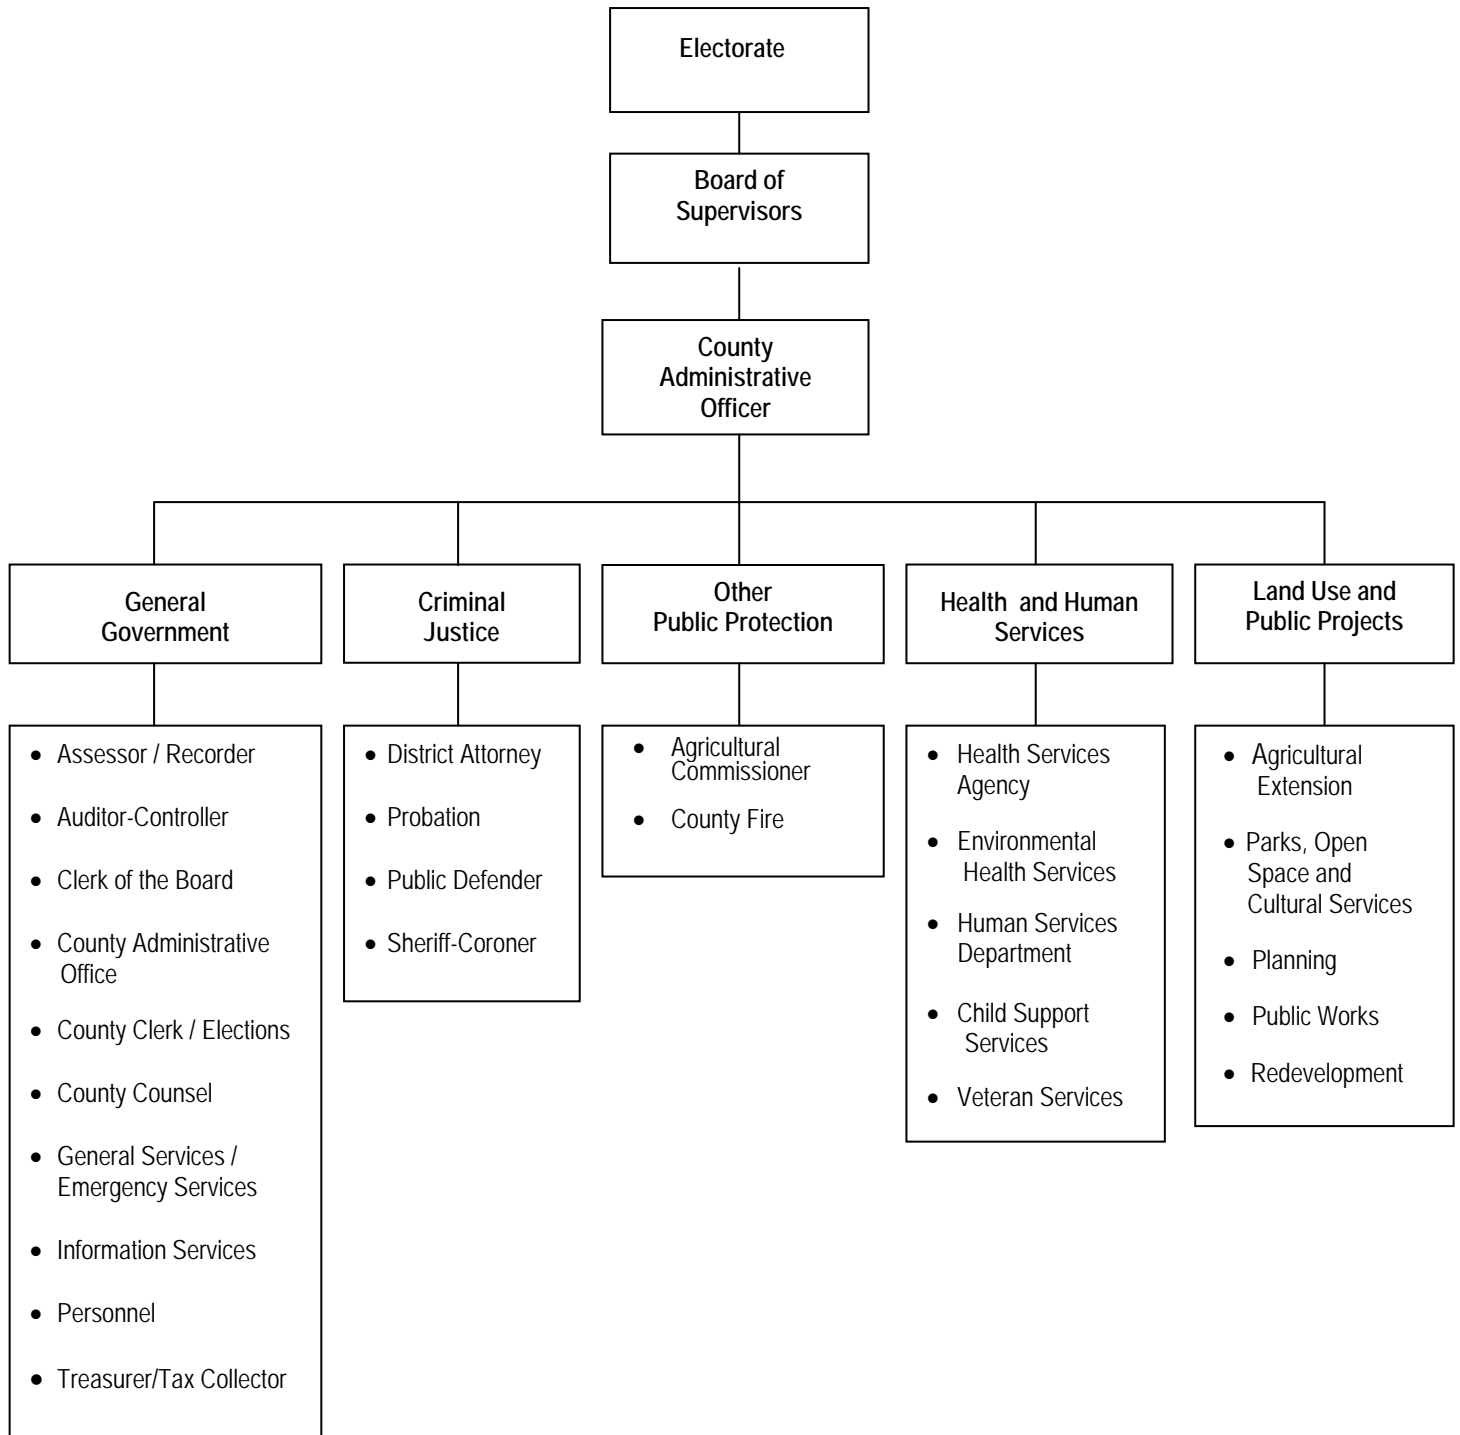 Electorate
Board of
Supervisors
County
Administrative
Officer
General
Government
Criminal
Justice
Other
Public Protection
Health and Human
Services
Land Use and
Public Projects
• Assessor / Recorder
• Auditor-Controller
• Clerk of the Board
• County Administrative
Office
• County Clerk / Elections
• County Counsel
• General Services /
Emergency Services
• Information Services
• Personnel
• Treasurer/Tax Collector
• District Attorney
• Probation
• Public Defender
• Sheriff-Coroner
• Agricultural
Commissioner
• County Fire
• Health Services
Agency
• Environmental
Health Services
• Human Services
Department
• Child Support
Services
• Veteran Services
• Agricultural
Extension
• Parks, Open
Space and
Cultural Services
• Planning
• Public Works
• Redevelopment